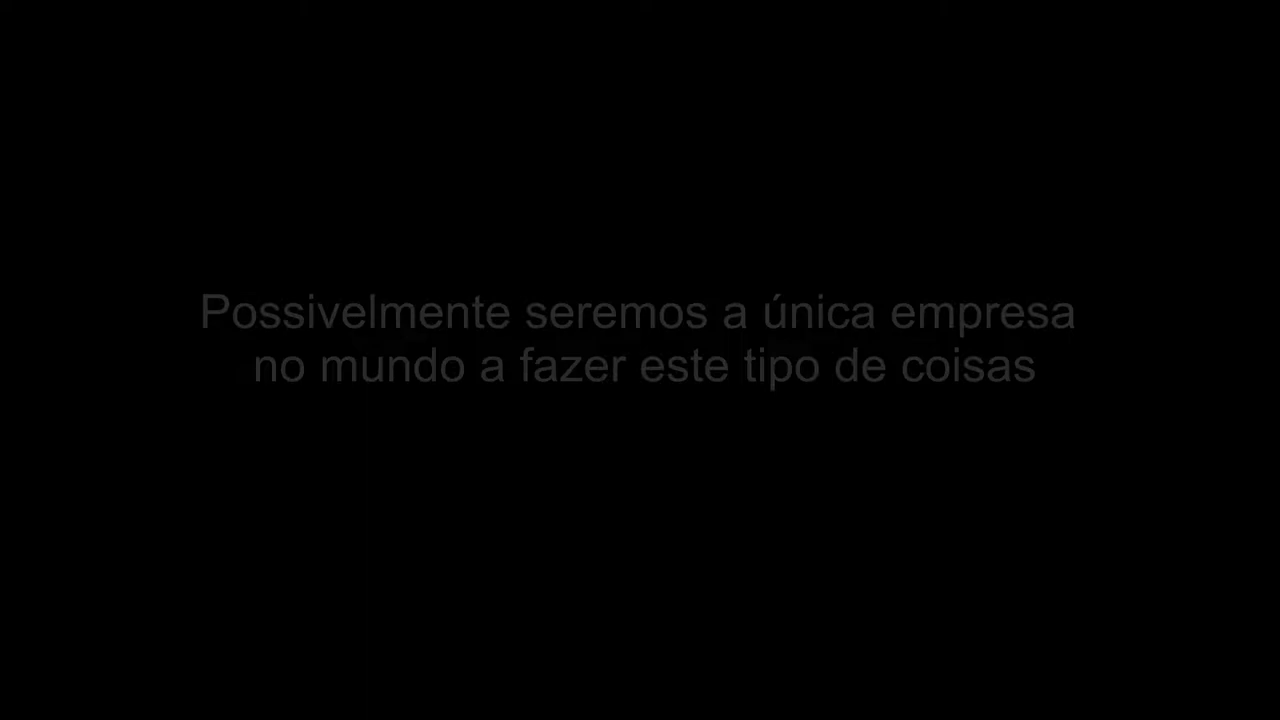 Possivelmente seremos a única empresa
no mundo a fazer este tipo de coisas